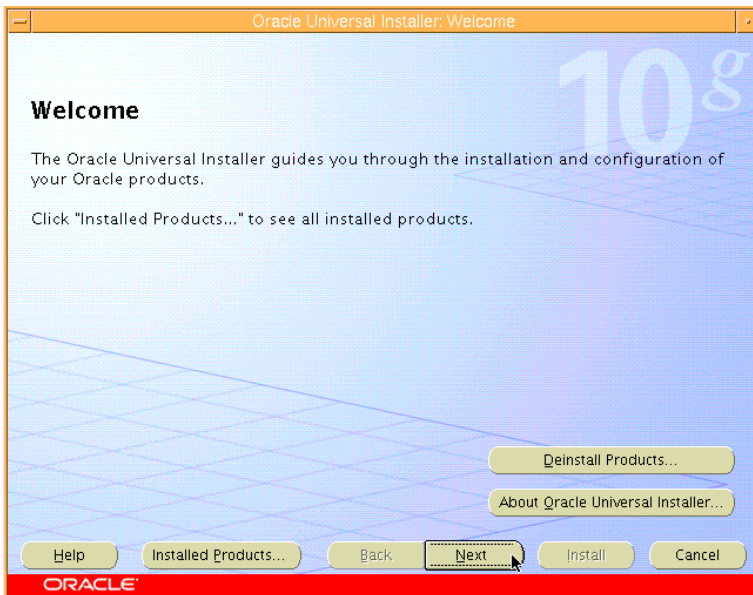 Oracle Universal Installer: Welcome
10g
Welcome
The Oracle Universal Installer guides you through the installation and configuration of
your Oracle products.
Click "Installed Products..." to see all installed products.
Deinstall Products...
About Oracle Universal Installer...
Help Installed Products... Back Next Install Cancel
ORACLE